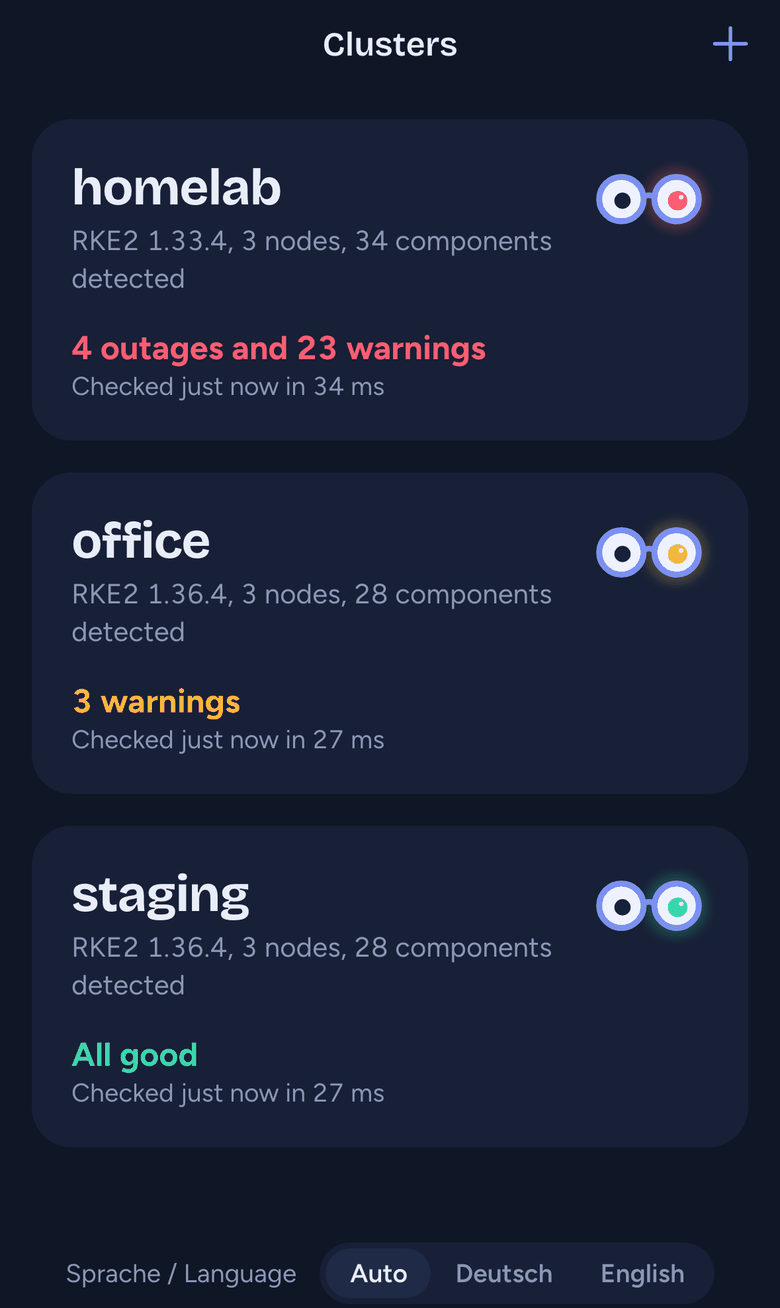 Clusters
homelab
RKE2 1.33.4, 3 nodes, 34 components
detected
4 outages and 23 warnings
Checked just now in 34 ms
office
RKE2 1.36.4, 3 nodes, 28 components
detected
3 warnings
Checked just now in 27 ms
staging
RKE2 1.36.4, 3 nodes, 28 components
detected
All good
Checked just now in 27 ms
Sprache / Language Auto Deutsch English